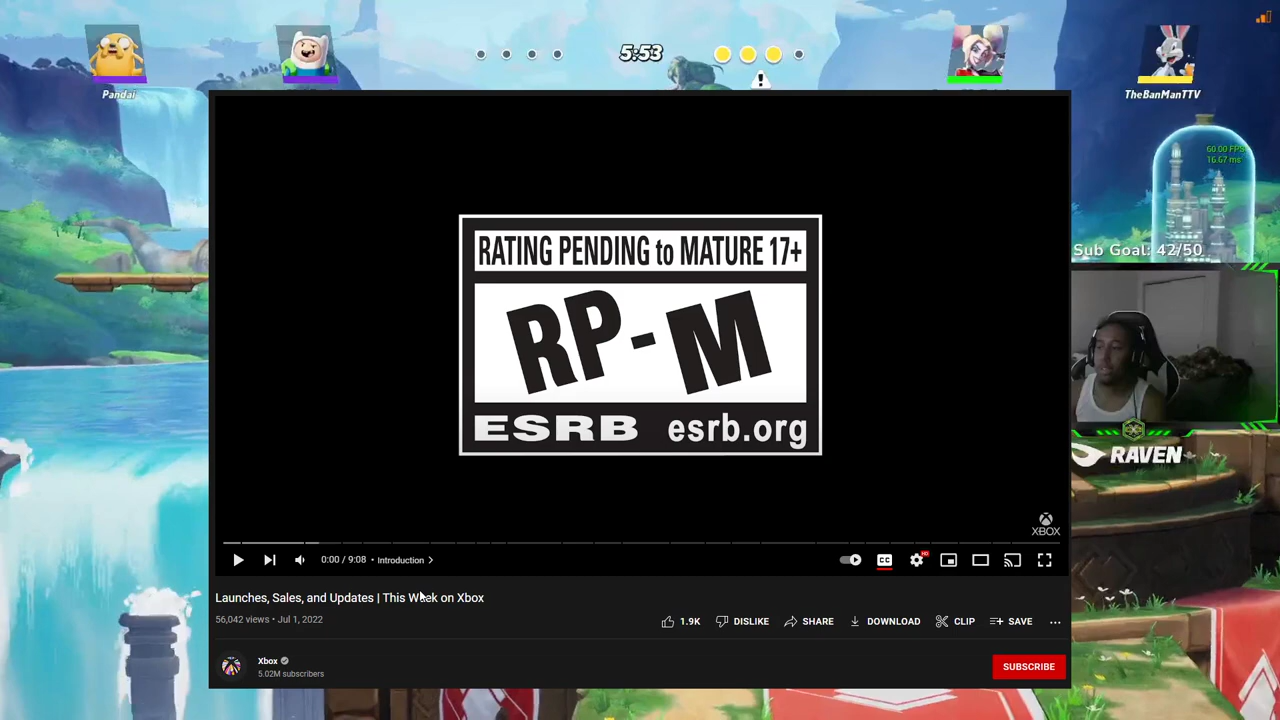 5:53
Pandai
TheBanManTTV
60.00 FPS
16.67 ms
Sub Goal: 42/50
RATING PENDING to MATURE 17+
RP-M
ESRB esrb.org
RAVEN
XBOX
0:00 / 9:08 • Introduction
CC
HD
Launches, Sales, and Updates | This Week on Xbox
56,042 views • Jul 1, 2022
1.9K DISLIKE SHARE DOWNLOAD CLIP SAVE
Xbox
5.02M subscribers
SUBSCRIBE